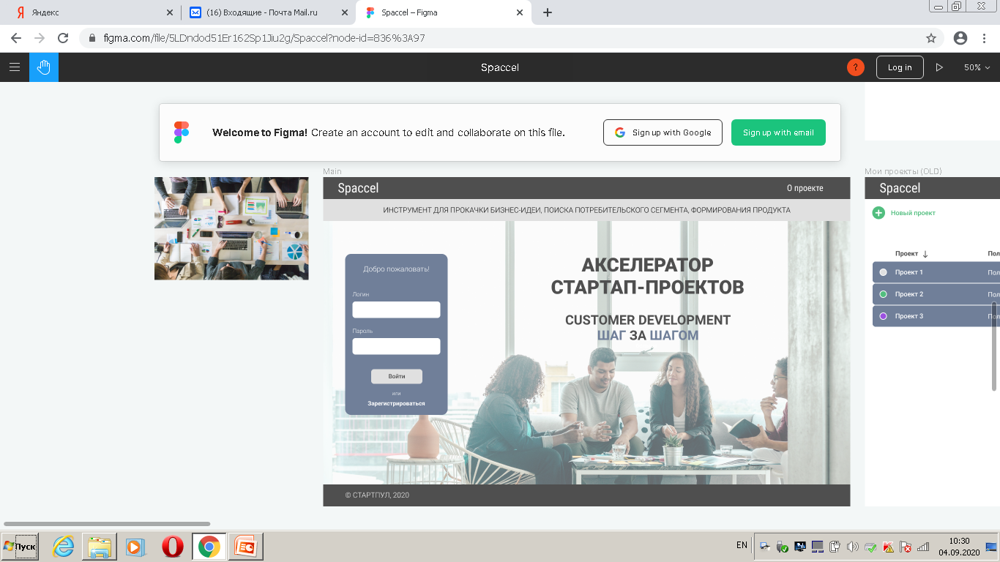 Яндекс
(16) Входящие - Почта Mail.ru
Spaccel – Figma
figma.com/file/5LDndod51Er162Sp1Jiu2g/Spaccel?node-id=836%3A97
Spaccel
?
Log in
50%
Welcome to Figma! Create an account to edit and collaborate on this file.
Sign up with Google
Sign up with email
Main
Мои проекты (OLD)
Spaccel
О проекте
Spaccel
ИНСТРУМЕНТ ДЛЯ ПРОКАЧКИ БИЗНЕС-ИДЕИ, ПОИСКА ПОТРЕБИТЕЛЬСКОГО СЕГМЕНТА, ФОРМИРОВАНИЯ ПРОДУКТА
Новый проект
Добро пожаловать!
Логин
Пароль
Войти
или
Зарегистрироваться
АКСЕЛЕРАТОР
СТАРТАП-ПРОЕКТОВ
CUSTOMER DEVELOPMENT
ШАГ ЗА ШАГОМ
Проект
Пол
Проект 1
Пол
Проект 2
Пол
Проект 3
Пол
© СТАРТПУЛ, 2020
Пуск
EN
10:30
04.09.2020